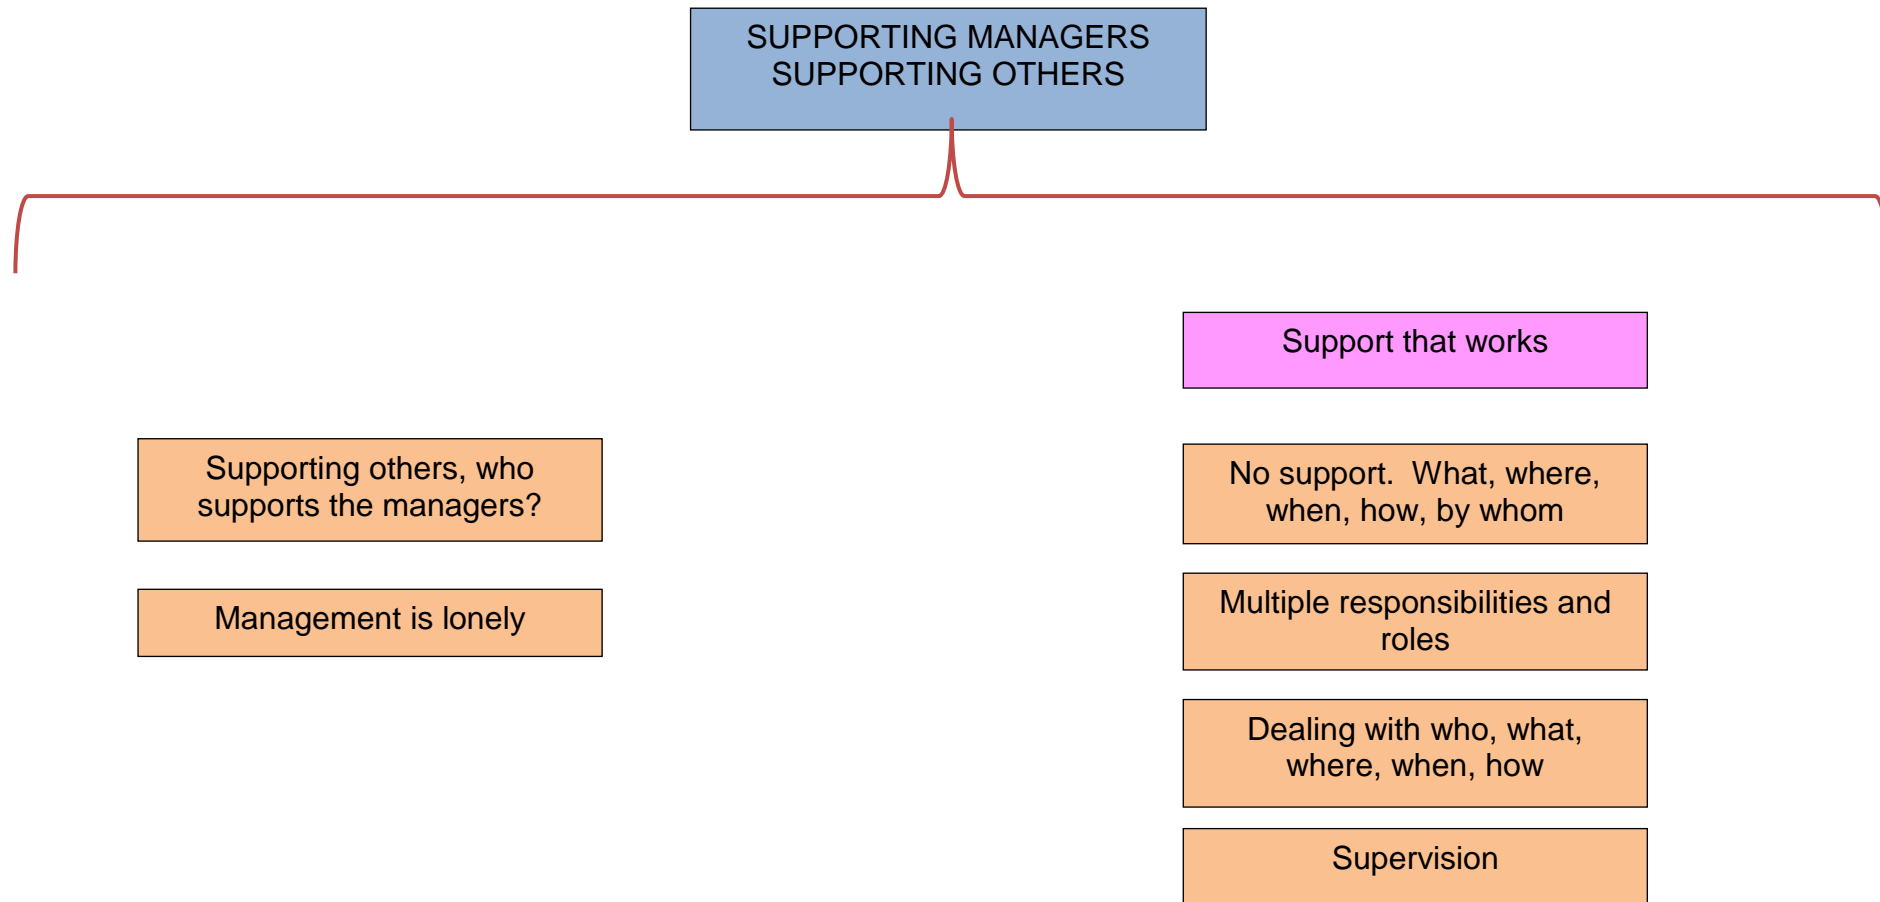 SUPPORTING MANAGERS
SUPPORTING OTHERS
Support that works
Supporting others, who
supports the managers?
Management is lonely
No support.  What, where,
when, how, by whom
Multiple responsibilities and
roles
Dealing with who, what,
where, when, how
Supervision